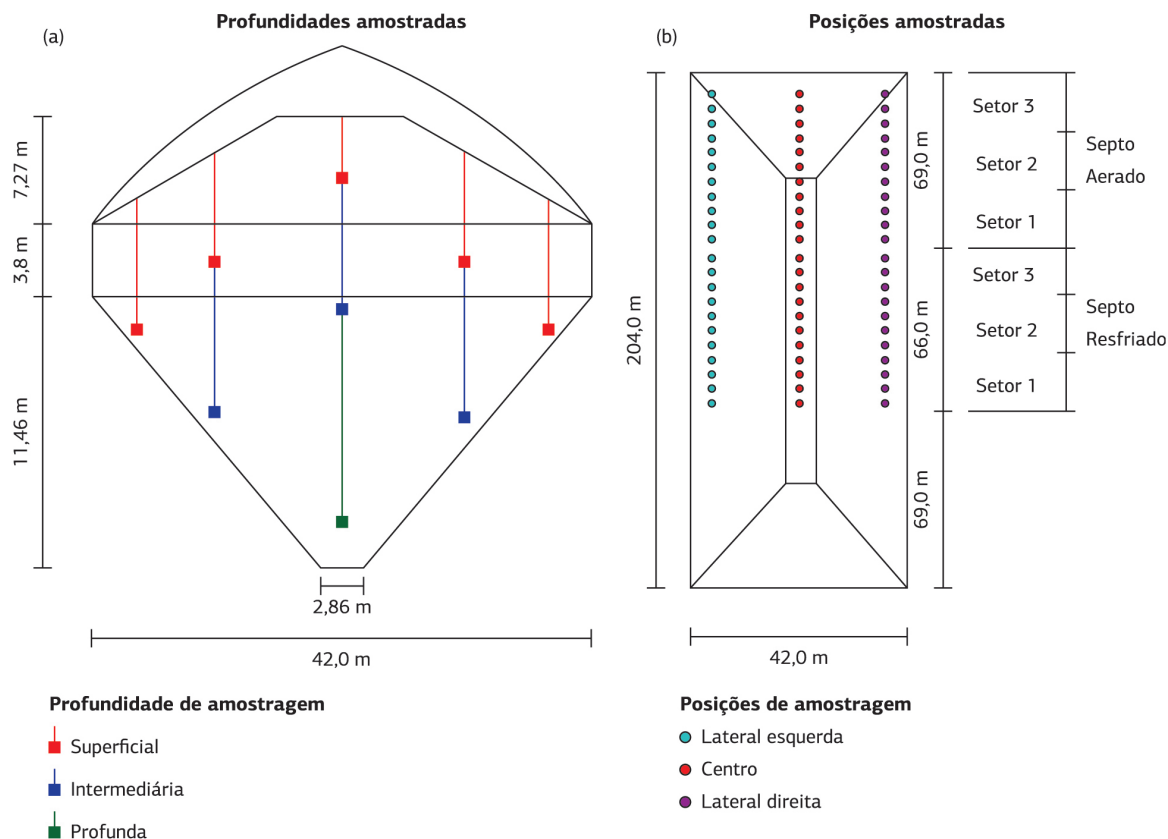 Profundidades amostradas
(a)
7,27 m
3,8 m
11,46 m
2,86 m
42,0 m
Profundidade de amostragem
Superficial
Intermediária
Profunda
Posições amostradas
(b)
204,0 m
69,0 m
66,0 m
69,0 m
Setor 3
Setor 2
Setor 1
Septo
Aerado
Setor 3
Setor 2
Setor 1
Septo
Resfriado
42,0 m
Posições de amostragem
Lateral esquerda
Centro
Lateral direita